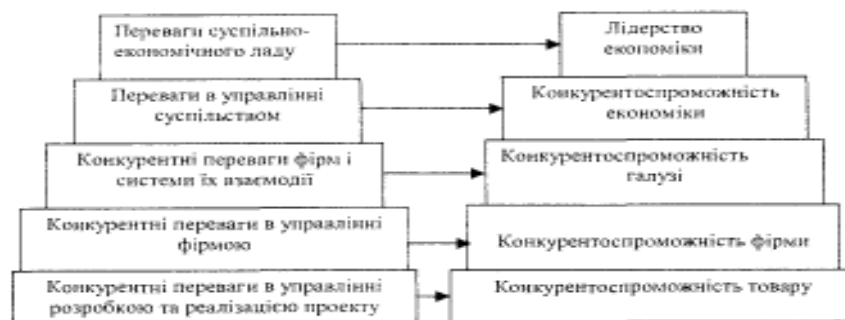 Переваги суспільно-
економічного ладу
Лідерство
економіки
Переваги в управлінні
суспільством
Конкурентоспроможність
економіки
Конкурентні переваги фірм і
системи їх взаємодії
Конкурентоспроможність
галузі
Конкурентні переваги в управлінні
фірмою
Конкурентоспроможність фірми
Конкурентні переваги в управлінні
розробкою та реалізацією проекту
Конкурентоспроможність товару